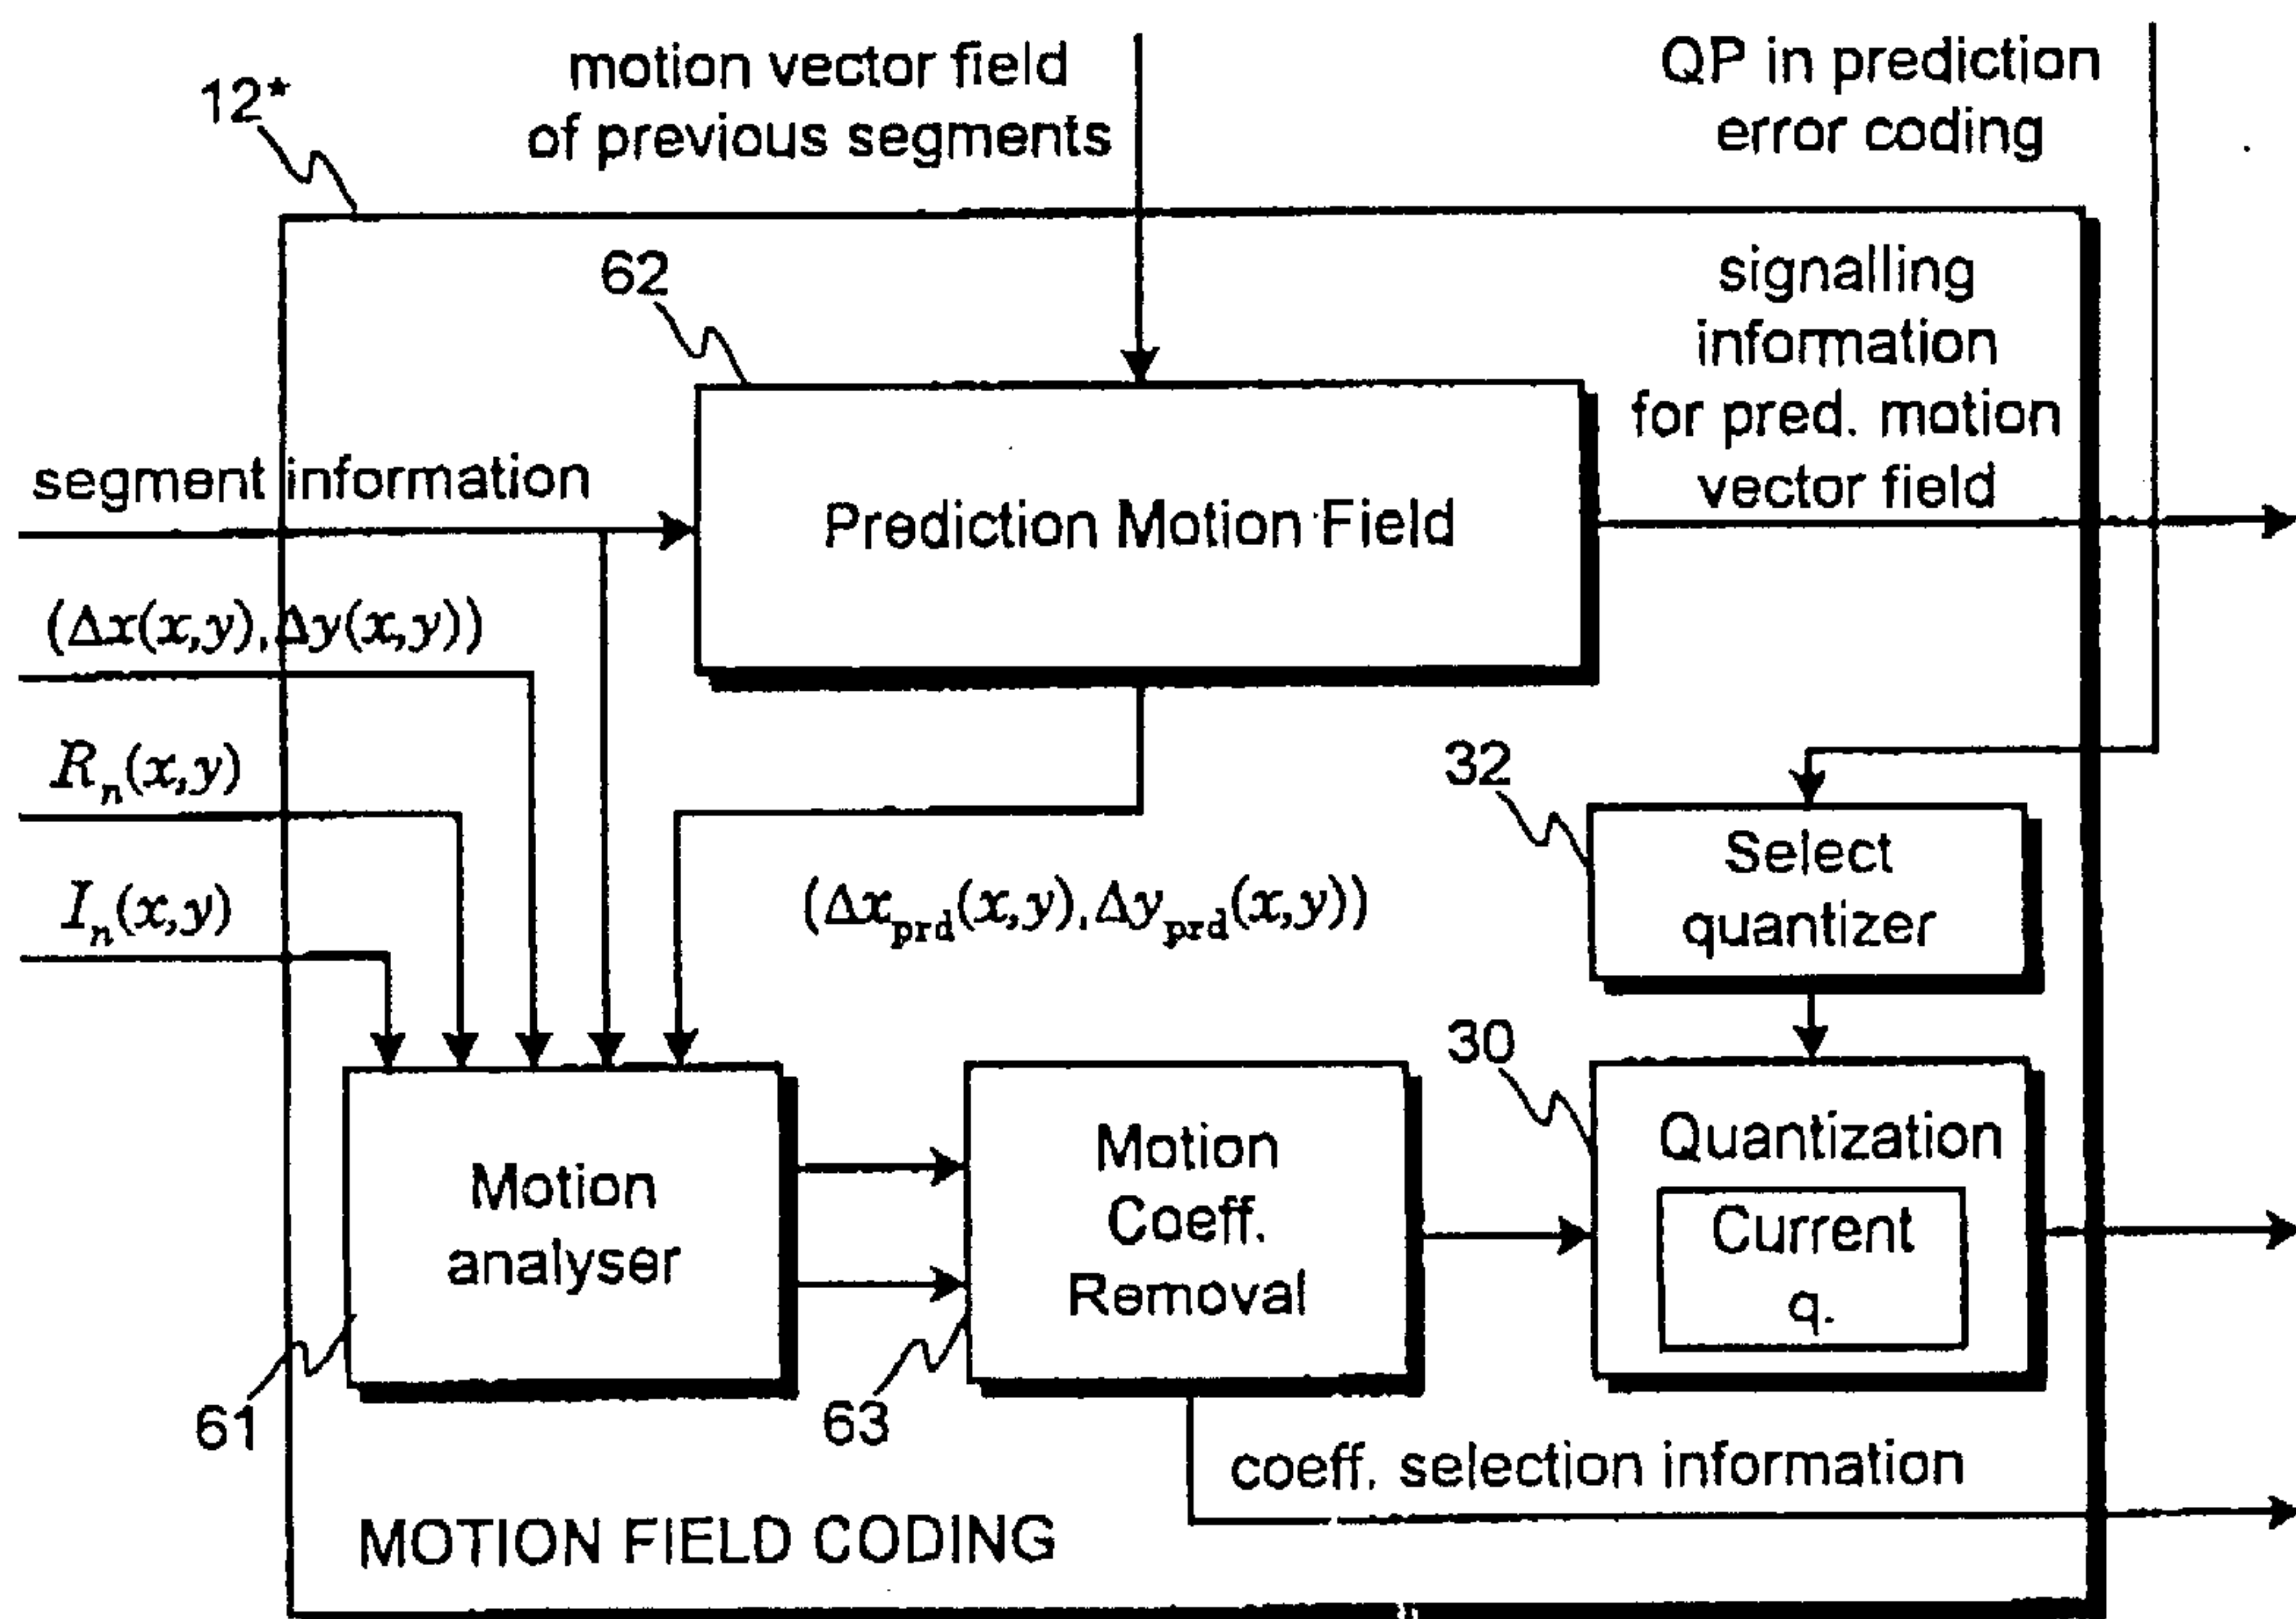 motion vector field
of previous segments
QP in prediction
error coding
12*
62
signalling
information
for pred. motion
vector field
segment information
Prediction Motion Field
(Δx(x,y),Δy(x,y))
R_n(x,y)
I_n(x,y)
(Δx_prd(x,y),Δy_prd(x,y))
32
Select
quantizer
30
Motion
analyser
Motion
Coeff.
Removal
Quantization
Current
q.
61
63
coeff. selection information
MOTION FIELD CODING